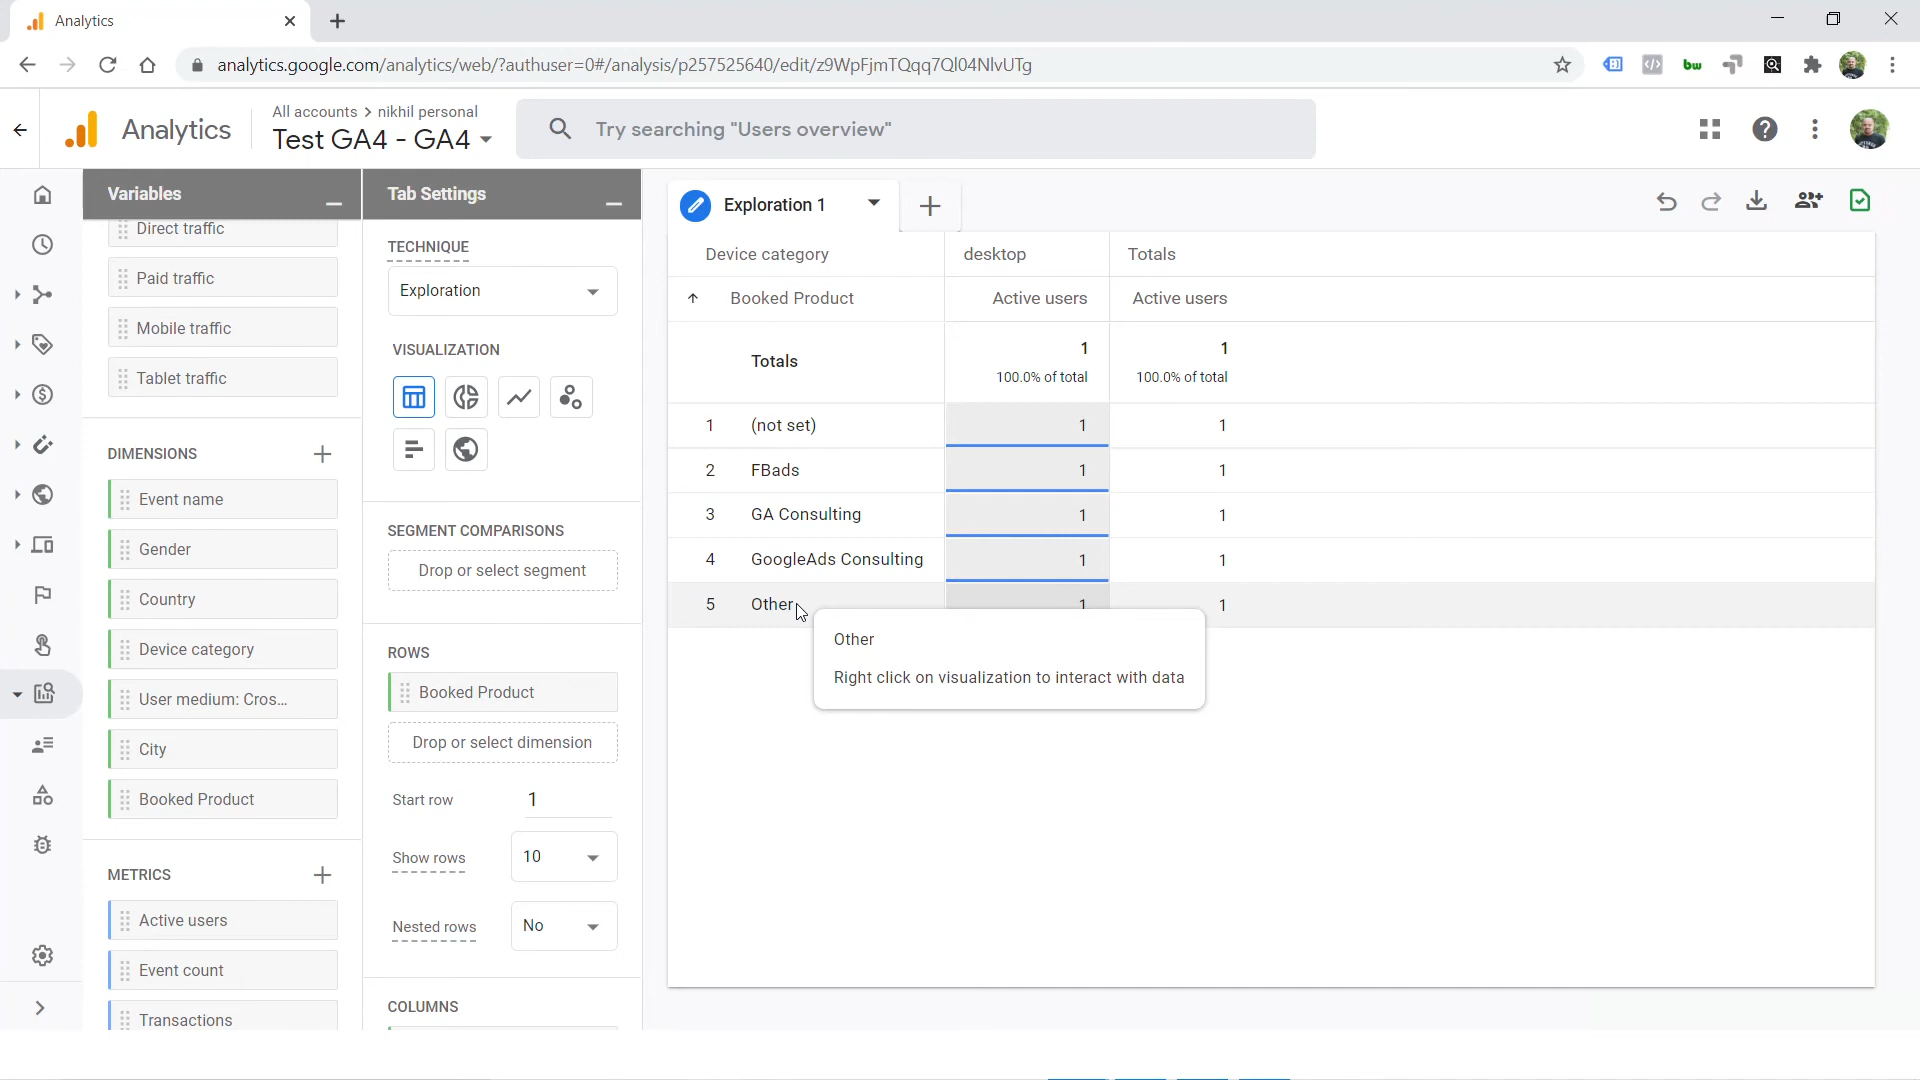 Analytics
analytics.google.com/analytics/web/?authuser=0#/analysis/p257525640/edit/z9WpFjmTQqq7Ql04NlvUTg
bw
Analytics
All accounts > nikhil personal
Test GA4 - GA4
Try searching "Users overview"
Variables
Direct traffic
Paid traffic
Mobile traffic
Tablet traffic
DIMENSIONS
Event name
Gender
Country
Device category
User medium: Cros...
City
Booked Product
METRICS
Active users
Event count
Transactions
Tab Settings
TECHNIQUE
Exploration
VISUALIZATION
SEGMENT COMPARISONS
Drop or select segment
ROWS
Booked Product
Drop or select dimension
Start row 1
Show rows 10
Nested rows No
COLUMNS
Exploration 1
Device category desktop Totals
Booked Product Active users Active users
Totals 1 1
100.0% of total 100.0% of total
1 (not set) 1 1
2 FBads 1 1
3 GA Consulting 1 1
4 GoogleAds Consulting 1 1
5 Other 1 1
Other
Right click on visualization to interact with data